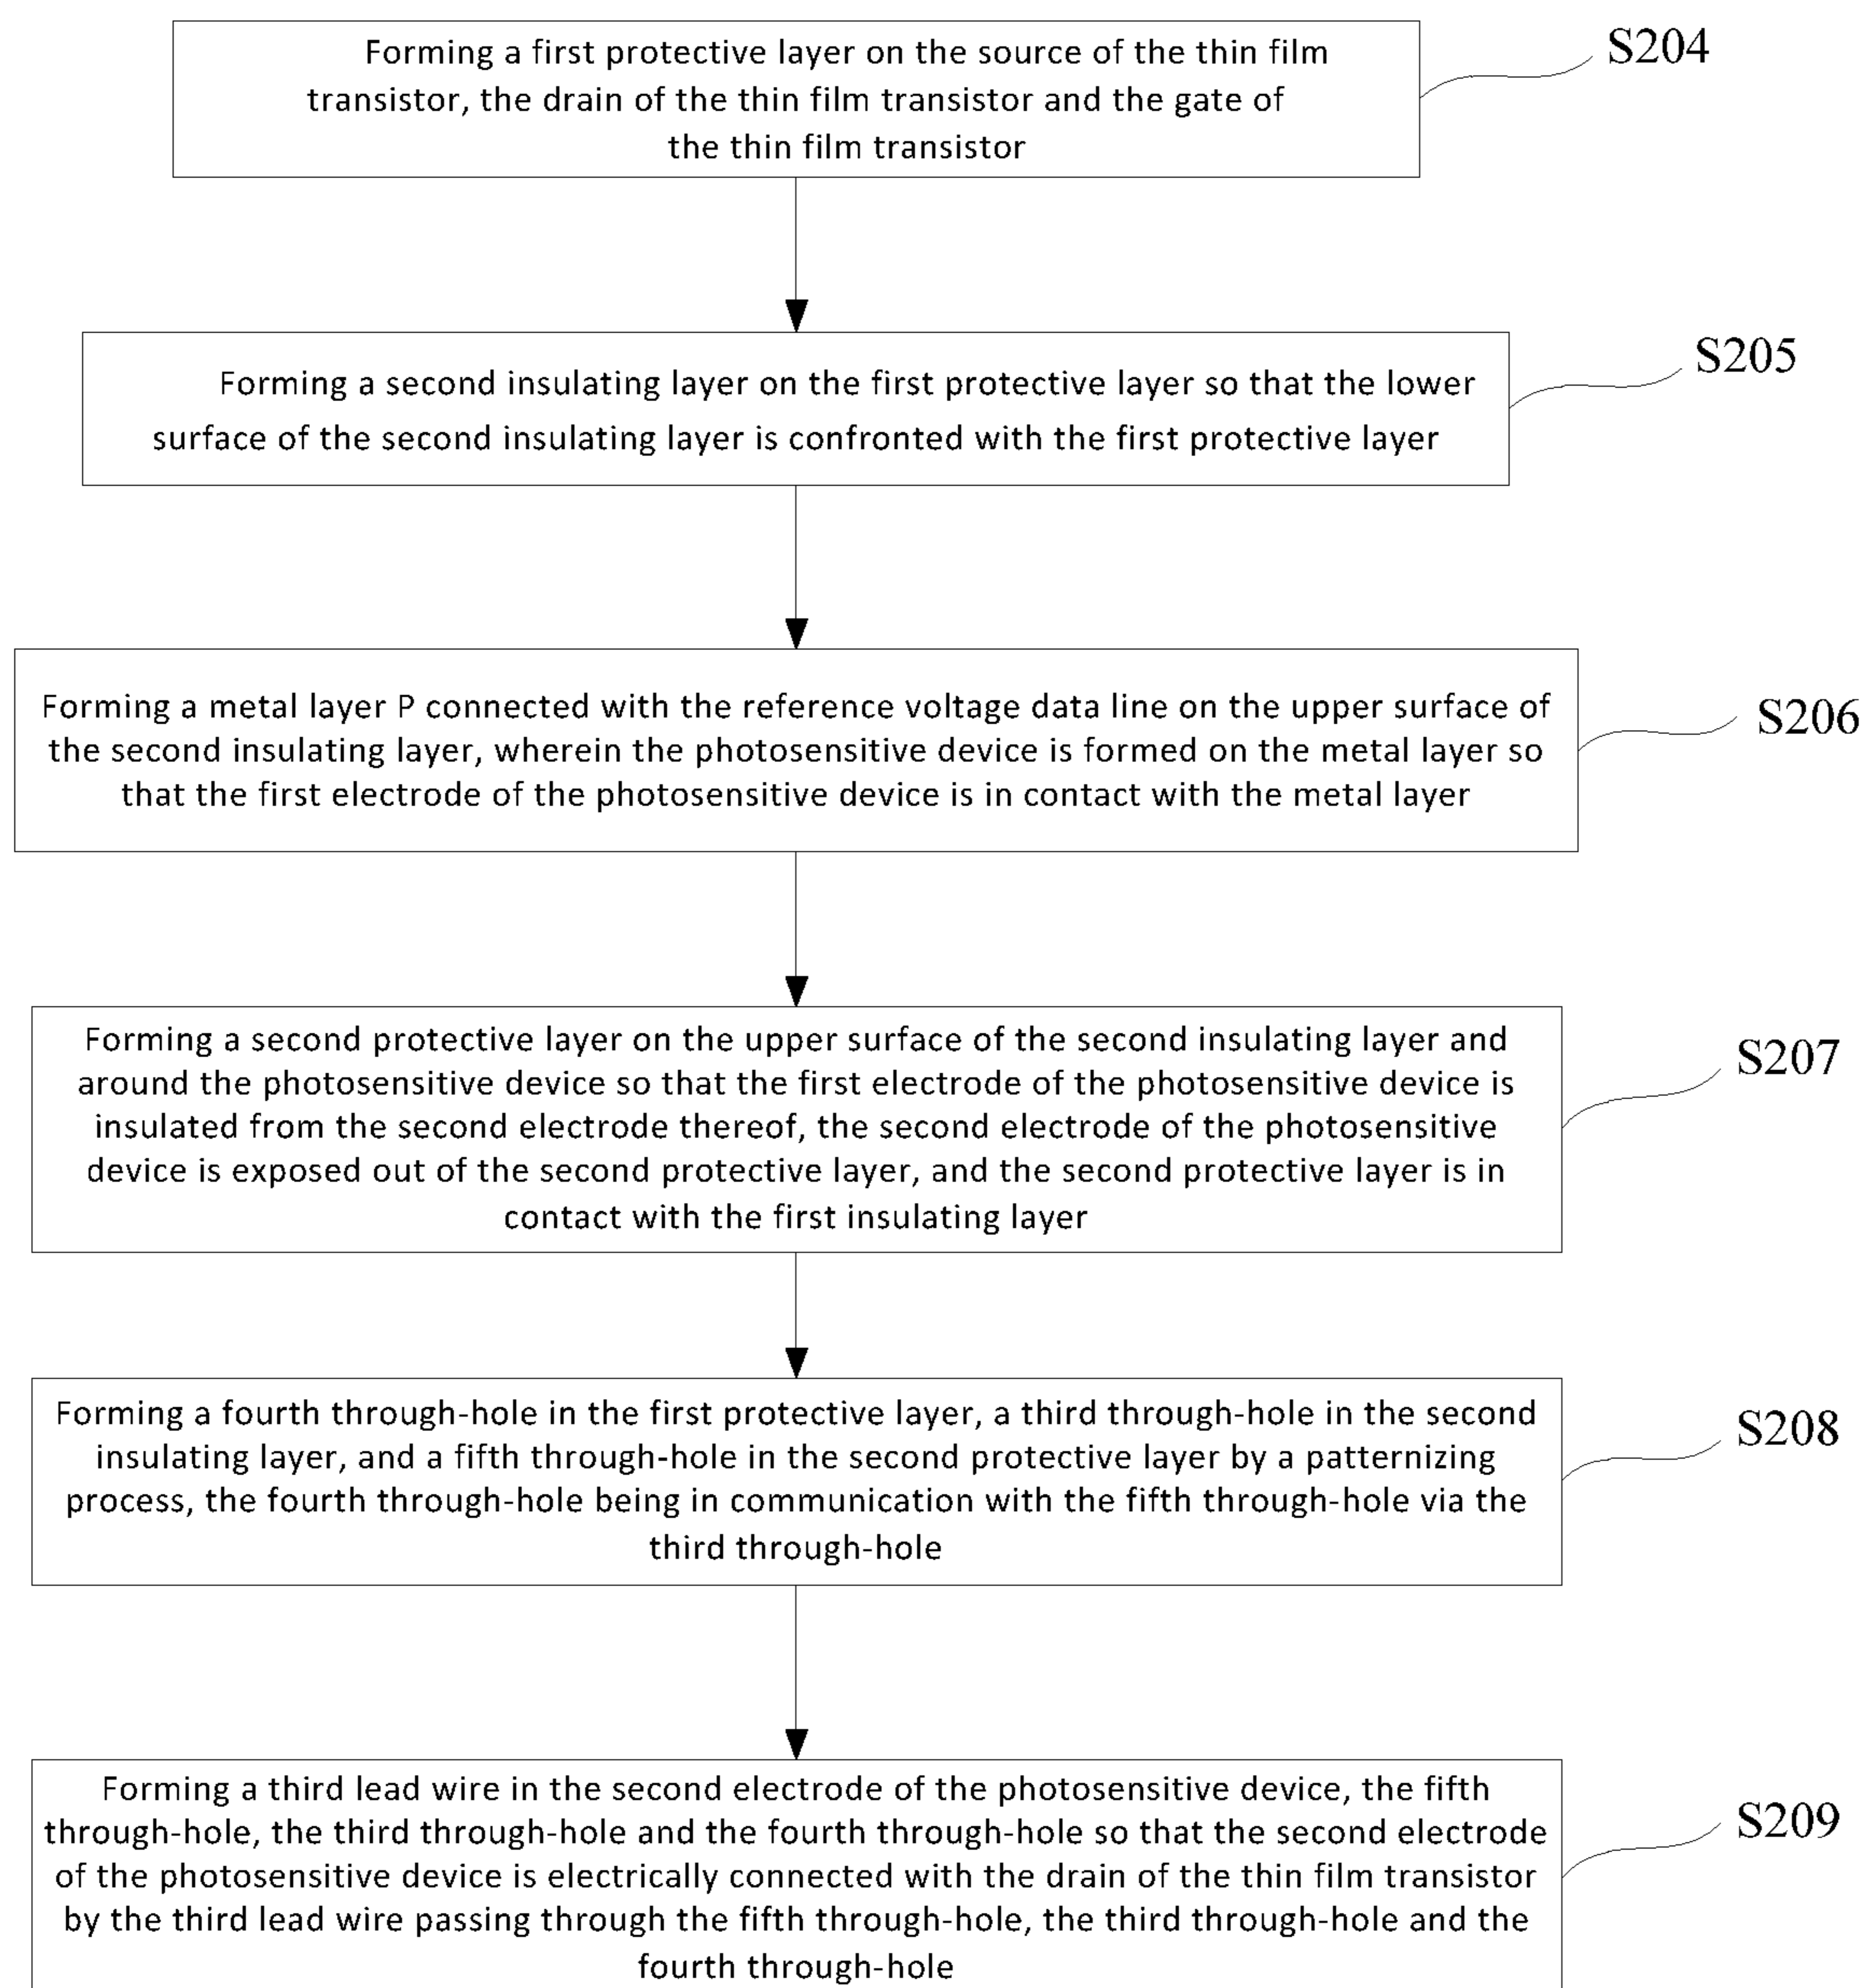 Forming a first protective layer on the source of the thin film
transistor, the drain of the thin film transistor and the gate of
the thin film transistor
S204
Forming a second insulating layer on the first protective layer so that the lower
surface of the second insulating layer is confronted with the first protective layer
S205
Forming a metal layer P connected with the reference voltage data line on the upper surface of
the second insulating layer, wherein the photosensitive device is formed on the metal layer so
that the first electrode of the photosensitive device is in contact with the metal layer
S206
Forming a second protective layer on the upper surface of the second insulating layer and
around the photosensitive device so that the first electrode of the photosensitive device is
insulated from the second electrode thereof, the second electrode of the photosensitive
device is exposed out of the second protective layer, and the second protective layer is in
contact with the first insulating layer
S207
Forming a fourth through-hole in the first protective layer, a third through-hole in the second
insulating layer, and a fifth through-hole in the second protective layer by a patternizing
process, the fourth through-hole being in communication with the fifth through-hole via the
third through-hole
S208
Forming a third lead wire in the second electrode of the photosensitive device, the fifth
through-hole, the third through-hole and the fourth through-hole so that the second electrode
of the photosensitive device is electrically connected with the drain of the thin film transistor
by the third lead wire passing through the fifth through-hole, the third through-hole and the
fourth through-hole
S209